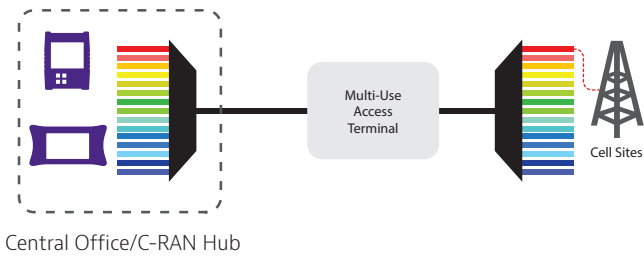 Multi-Use
Access
Terminal
Cell Sites
Central Office/C-RAN Hub